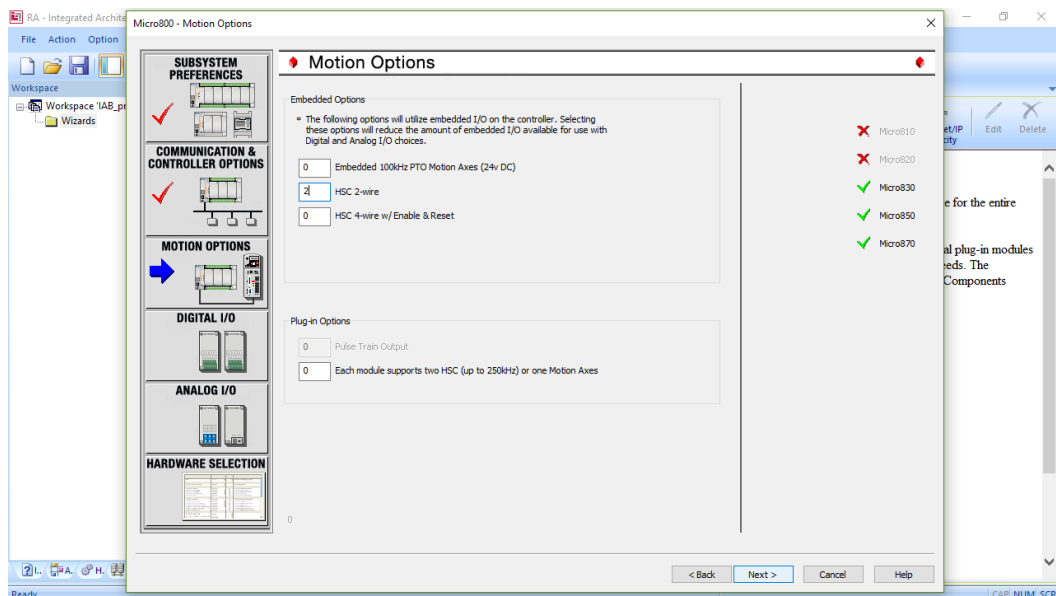 RA - Integrated Archite
Micro800 - Motion Options
File Action Option
Workspace
Workspace 'IAB_pr
Wizards
SUBSYSTEM
PREFERENCES
COMMUNICATION &
CONTROLLER OPTIONS
MOTION OPTIONS
DIGITAL I/O
ANALOG I/O
HARDWARE SELECTION
Motion Options
Embedded Options
* The following options will utilize embedded I/O on the controller. Selecting
these options will reduce the amount of embedded I/O available for use with
Digital and Analog I/O choices.
0 Embedded 100kHz PTO Motion Axes (24v DC)
2 HSC 2-wire
0 HSC 4-wire w/ Enable & Reset
Plug-in Options
0 Pulse Train Output
0 Each module supports two HSC (up to 250kHz) or one Motion Axes
0
Micro810
Micro820
Micro830
Micro850
Micro870
et/IP
city
Edit Delete
e for the entire
al plug-in modules
eeds. The
Components
< Back Next > Cancel Help
I.. A. H.
Ready
CAP NUM SCR